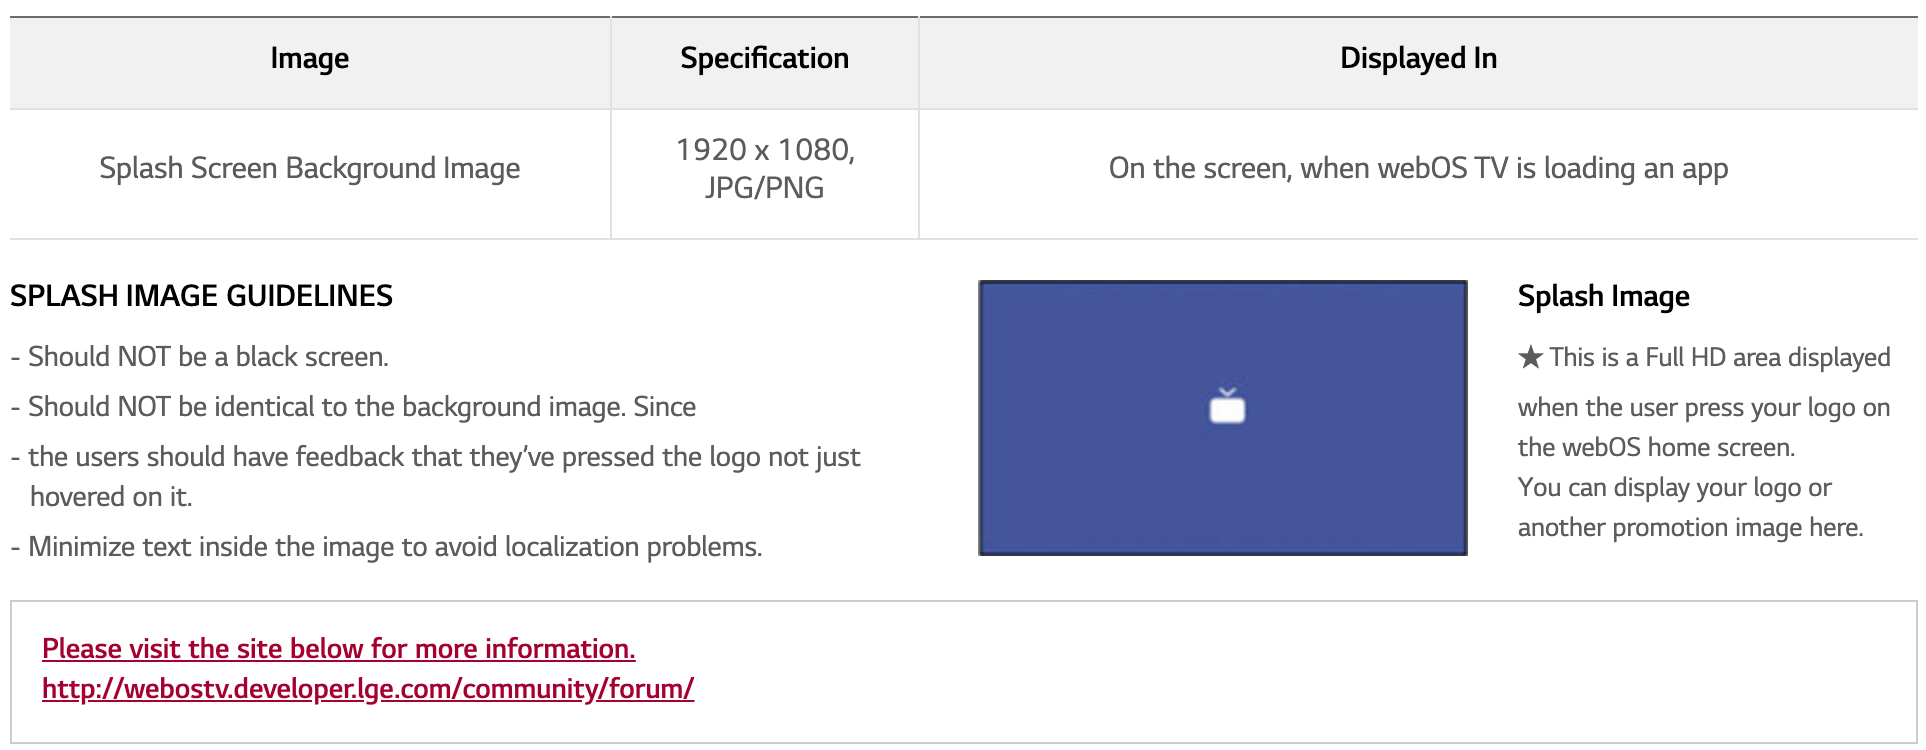 Image
Specification
Displayed In
Splash Screen Background Image
1920 x 1080,
JPG/PNG
On the screen, when webOS TV is loading an app
SPLASH IMAGE GUIDELINES
- Should NOT be a black screen.
- Should NOT be identical to the background image. Since
- the users should have feedback that they’ve pressed the logo not just
hovered on it.
- Minimize text inside the image to avoid localization problems.
Splash Image
★ This is a Full HD area displayed
when the user press your logo on
the webOS home screen.
You can display your logo or
another promotion image here.
Please visit the site below for more information.
http://webostv.developer.lge.com/community/forum/